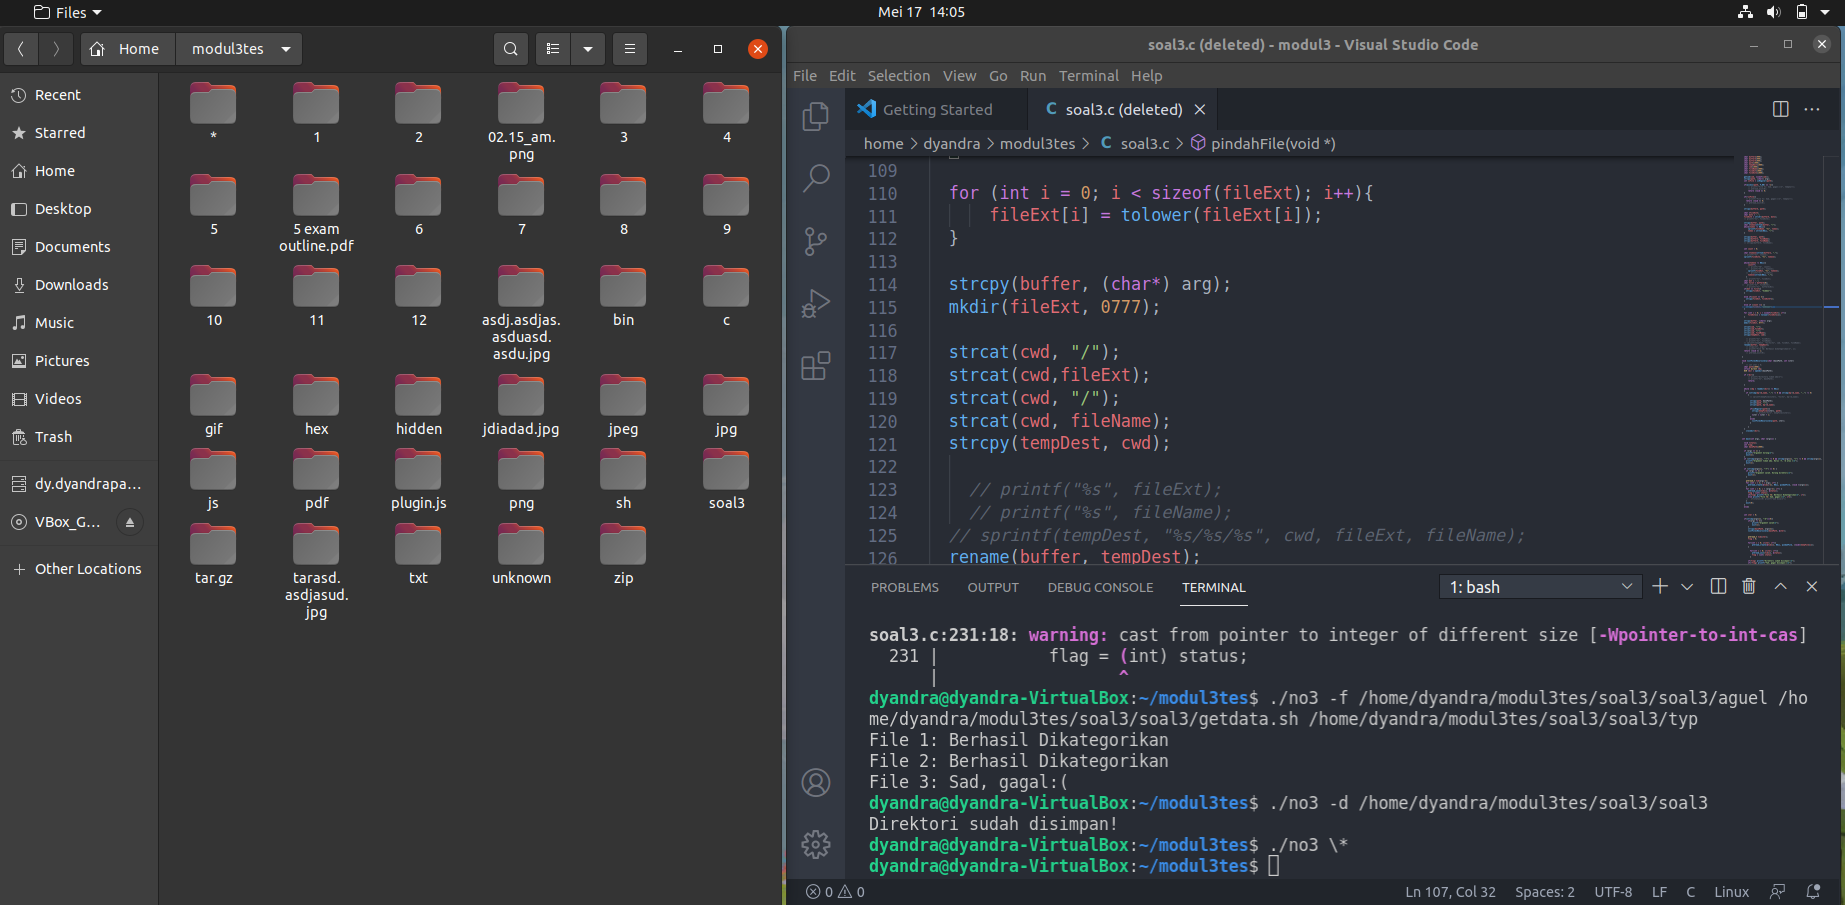 Files
Mei 17 14:05
Home
modul3tes
Recent
Starred
Home
Desktop
Documents
Downloads
Music
Pictures
Videos
Trash
dy.dyandrapa...
VBox_G...
Other Locations
*
1
2
02.15_am.
png
3
4
5
5 exam
outline.pdf
6
7
8
9
10
11
12
asdj.asdjas.
asduasd.
asdu.jpg
bin
c
gif
hex
hidden
jdiadad.jpg
jpeg
jpg
js
pdf
plugin.js
png
sh
soal3
tar.gz
tarasd.
asdjasud.
jpg
txt
unknown
zip
soal3.c (deleted) - modul3 - Visual Studio Code
File Edit Selection View Go Run Terminal Help
Getting Started
C soal3.c (deleted)
home > dyandra > modul3tes > C soal3.c > pindahFile(void *)
109
110 for (int i = 0; i < sizeof(fileExt); i++){
111 fileExt[i] = tolower(fileExt[i]);
112 }
113
114 strcpy(buffer, (char*) arg);
115 mkdir(fileExt, 0777);
116
117 strcat(cwd, "/");
118 strcat(cwd,fileExt);
119 strcat(cwd, "/");
120 strcat(cwd, fileName);
121 strcpy(tempDest, cwd);
122
123 // printf("%s", fileExt);
124 // printf("%s", fileName);
125 // sprintf(tempDest, "%s/%s/%s", cwd, fileExt, fileName);
126 rename(buffer, tempDest);
PROBLEMS OUTPUT DEBUG CONSOLE TERMINAL
1: bash
soal3.c:231:18: warning: cast from pointer to integer of different size [-Wpointer-to-int-cas]
231 | flag = (int) status;
| ^
dyandra@dyandra-VirtualBox:~/modul3tes$ ./no3 -f /home/dyandra/modul3tes/soal3/soal3/aguel /ho
me/dyandra/modul3tes/soal3/soal3/getdata.sh /home/dyandra/modul3tes/soal3/soal3/typ
File 1: Berhasil Dikategorikan
File 2: Berhasil Dikategorikan
File 3: Sad, gagal:(
dyandra@dyandra-VirtualBox:~/modul3tes$ ./no3 -d /home/dyandra/modul3tes/soal3/soal3
Direktori sudah disimpan!
dyandra@dyandra-VirtualBox:~/modul3tes$ ./no3 \*
dyandra@dyandra-VirtualBox:~/modul3tes$
0 0
Ln 107, Col 32 Spaces: 2 UTF-8 LF C Linux